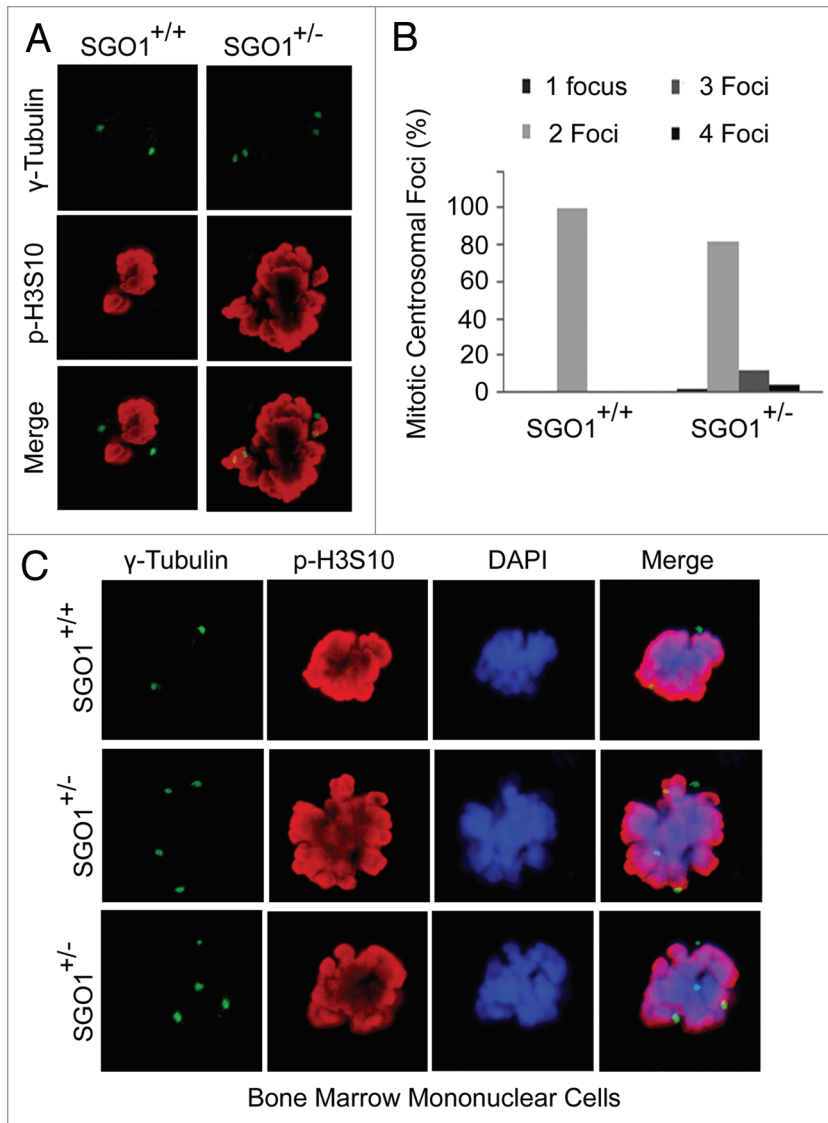 A
SGO1+/+ SGO1+/-
γ-Tubulin
p-H3S10
Merge
B
1 focus 3 Foci
2 Foci 4 Foci
Mitotic Centrosomal Foci (%)
100
80
60
40
20
0
SGO1+/+ SGO1+/-
C
γ-Tubulin p-H3S10 DAPI Merge
SGO1+/+
SGO1+/-
SGO1+/-
Bone Marrow Mononuclear Cells